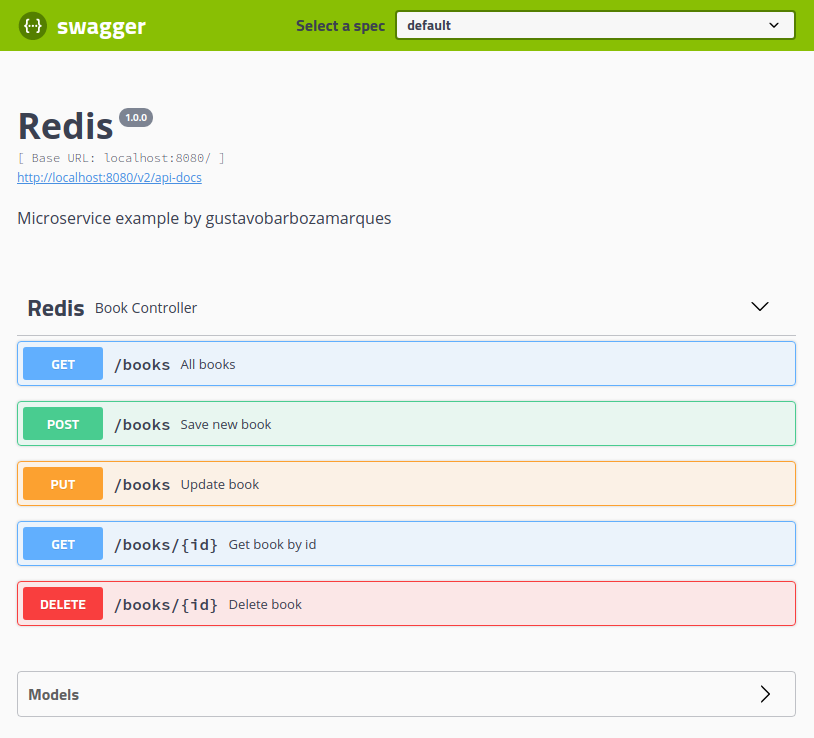 {···} swagger Select a spec default
Redis 1.0.0
[ Base URL: localhost:8080/ ]
http://localhost:8080/v2/api-docs
Microservice example by gustavobarbozamarques
Redis Book Controller
GET /books All books
POST /books Save new book
PUT /books Update book
GET /books/{id} Get book by id
DELETE /books/{id} Delete book
Models